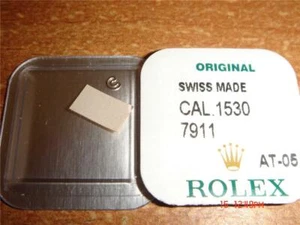 ORIGINAL
SWISS MADE
CAL.1530
7911
AT-05
ROLEX